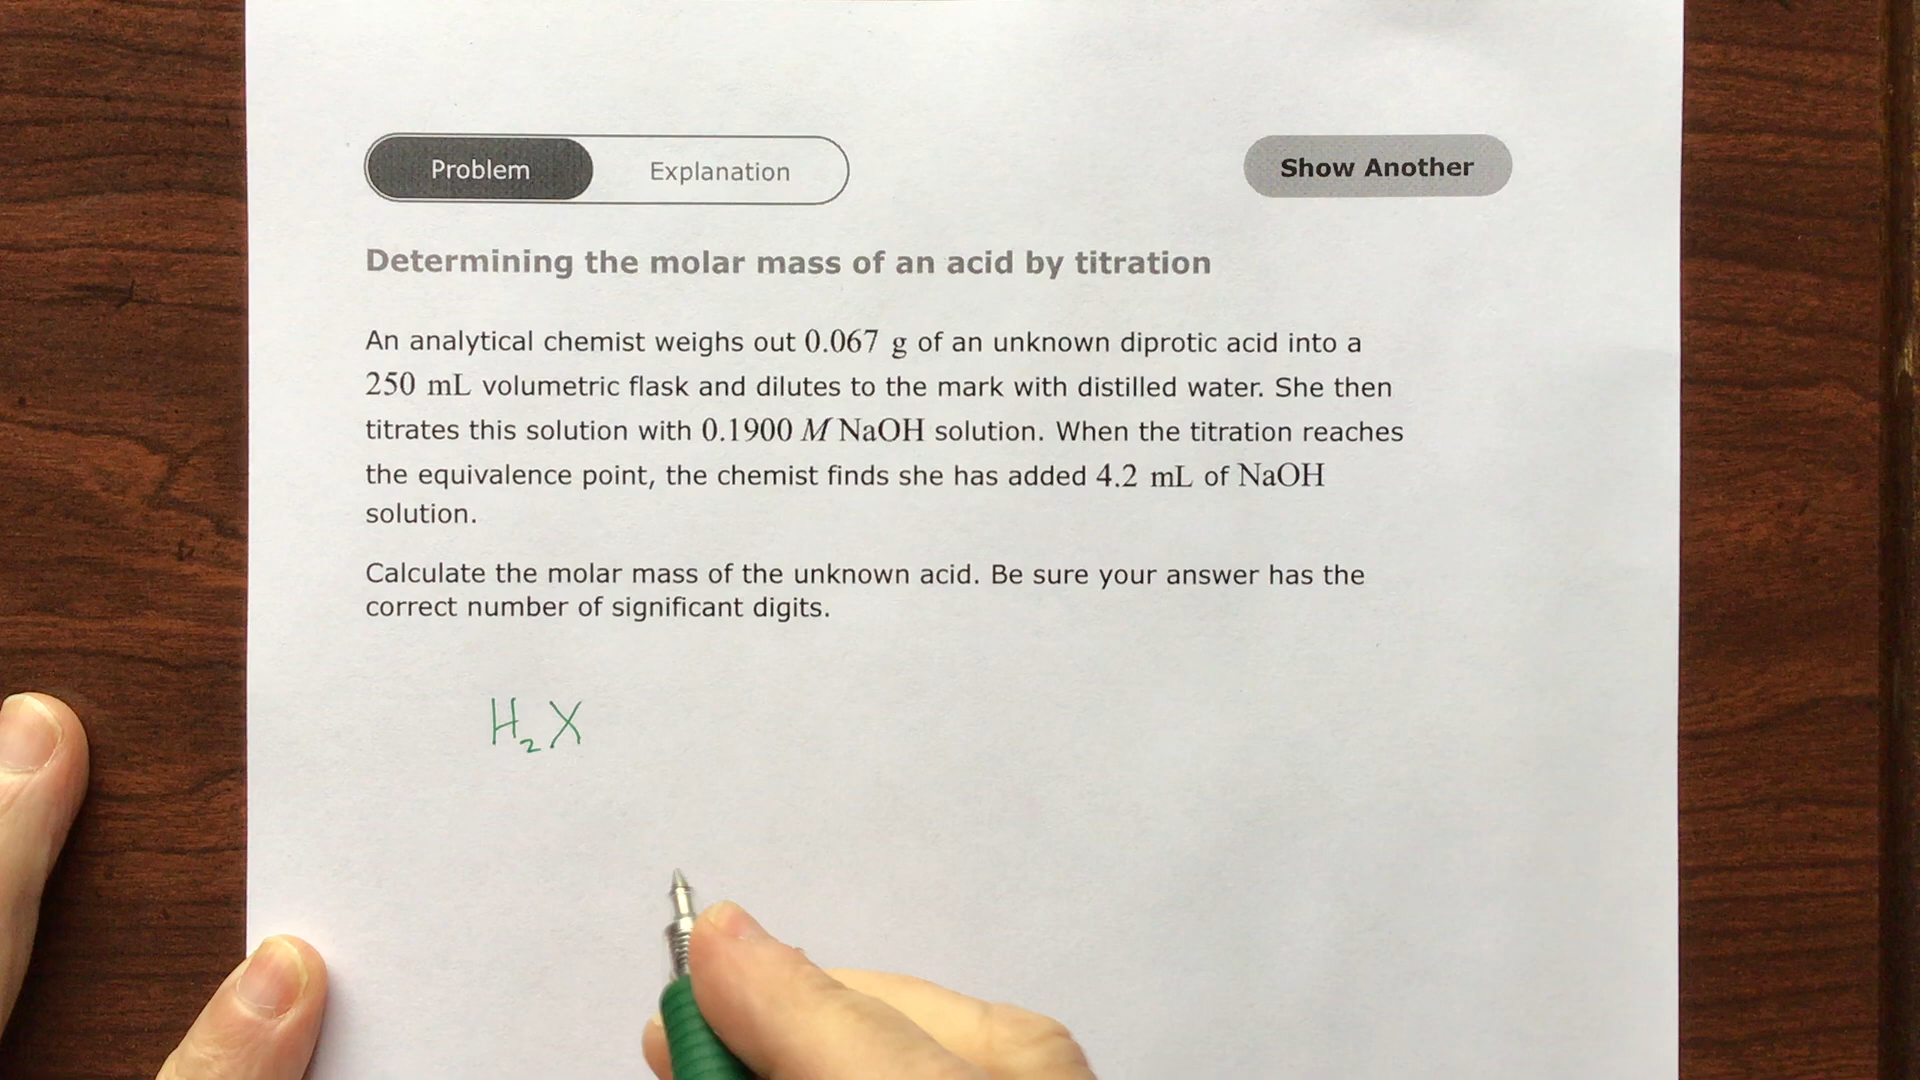 Problem Explanation Show Another
Determining the molar mass of an acid by titration
An analytical chemist weighs out 0.067 g of an unknown diprotic acid into a
250 mL volumetric flask and dilutes to the mark with distilled water. She then
titrates this solution with 0.1900 M NaOH solution. When the titration reaches
the equivalence point, the chemist finds she has added 4.2 mL of NaOH
solution.
Calculate the molar mass of the unknown acid. Be sure your answer has the
correct number of significant digits.
H₂X